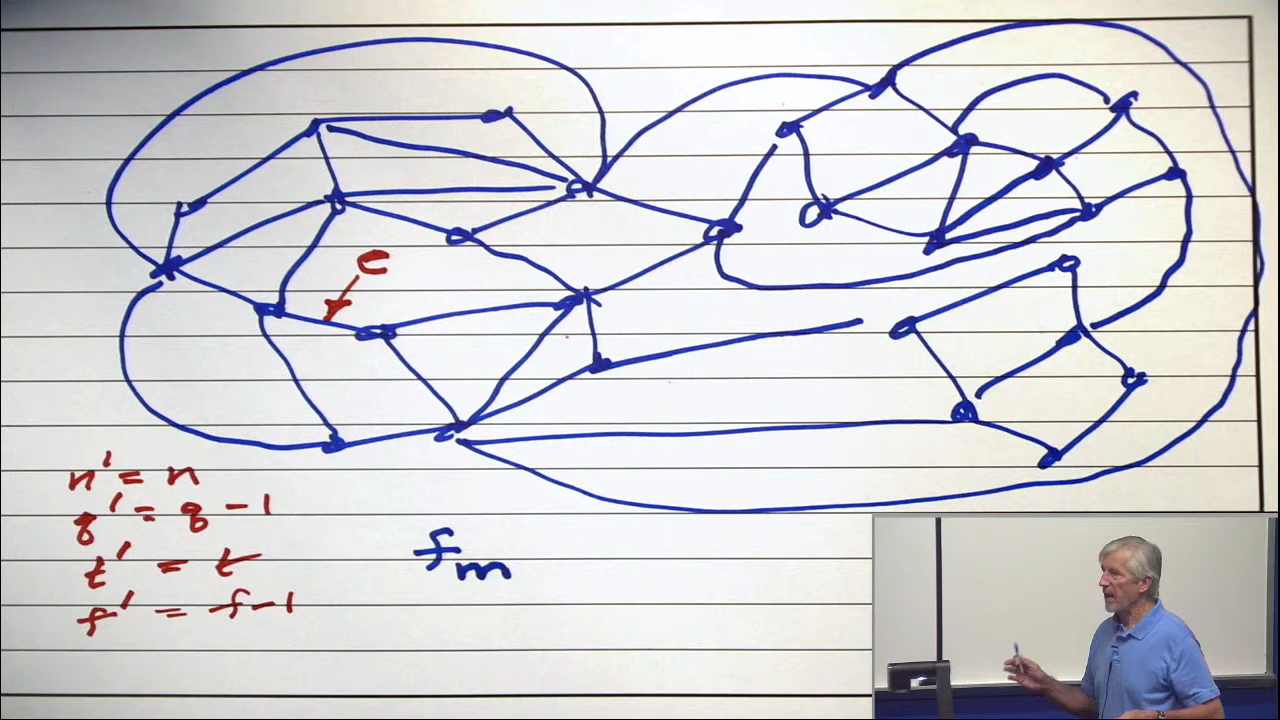 e
n' = n
q' = q - 1
t' = t
f' = f - 1
f_m